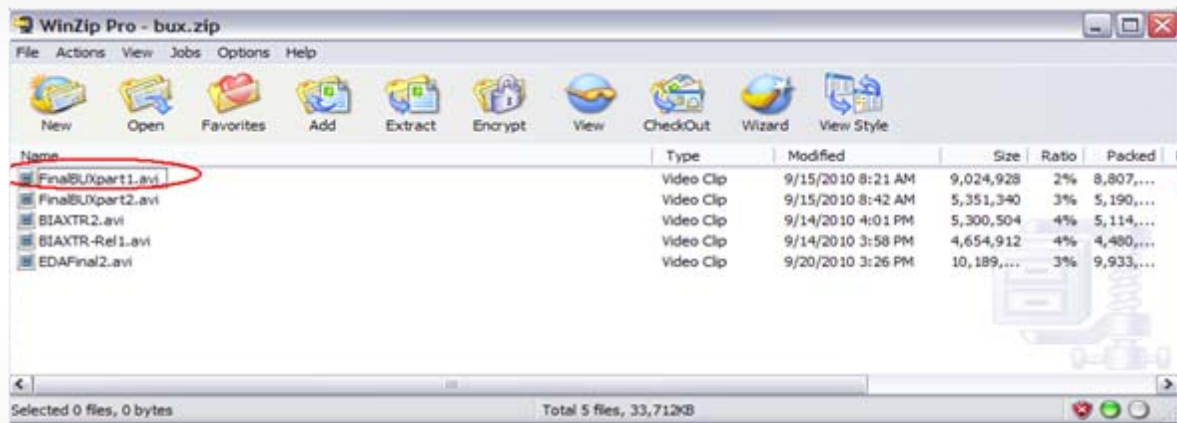 WinZip Pro - bux.zip
File Actions View Jobs Options Help
New Open Favorites Add Extract Encrypt View CheckOut Wizard View Style
Name Type Modified Size Ratio Packed
FinalBUXpart1.avi Video Clip 9/15/2010 8:21 AM 9,024,928 2% 8,807,...
FinalBUXpart2.avi Video Clip 9/15/2010 8:42 AM 5,351,340 3% 5,190,...
BIAXTR2.avi Video Clip 9/14/2010 4:01 PM 5,300,504 4% 5,114,...
BIAXTR-Rel1.avi Video Clip 9/14/2010 3:58 PM 4,654,912 4% 4,480,...
EDAFinal2.avi Video Clip 9/20/2010 3:26 PM 10,189,... 3% 9,933,...
Selected 0 files, 0 bytes Total 5 files, 33,712KB